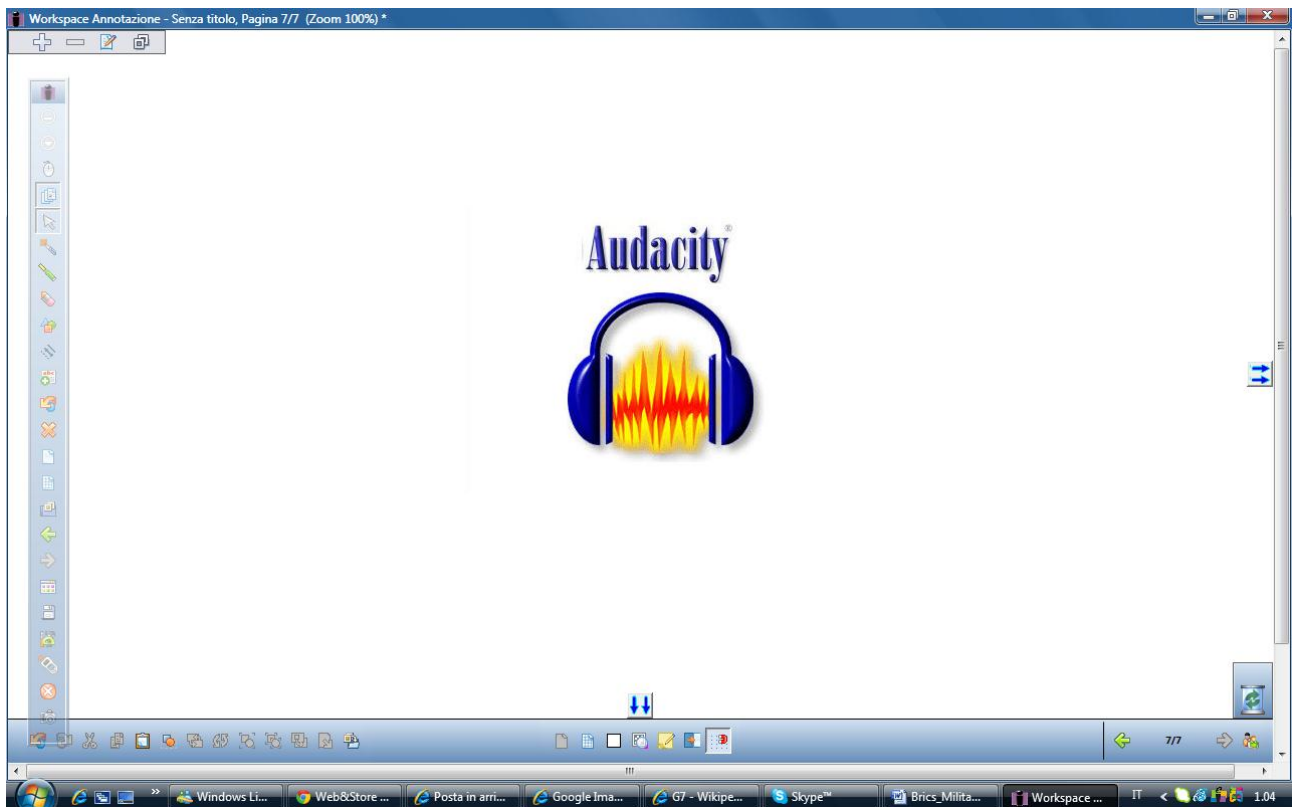 Workspace Annotazione - Senza titolo, Pagina 7/7 (Zoom 100%) *
Audacity®
7/7
Windows Li...
Web&Store ...
Posta in arri...
Google Ima...
G7 - Wikipe...
Skype™
Brics_Milita...
Workspace ...
IT
1.04